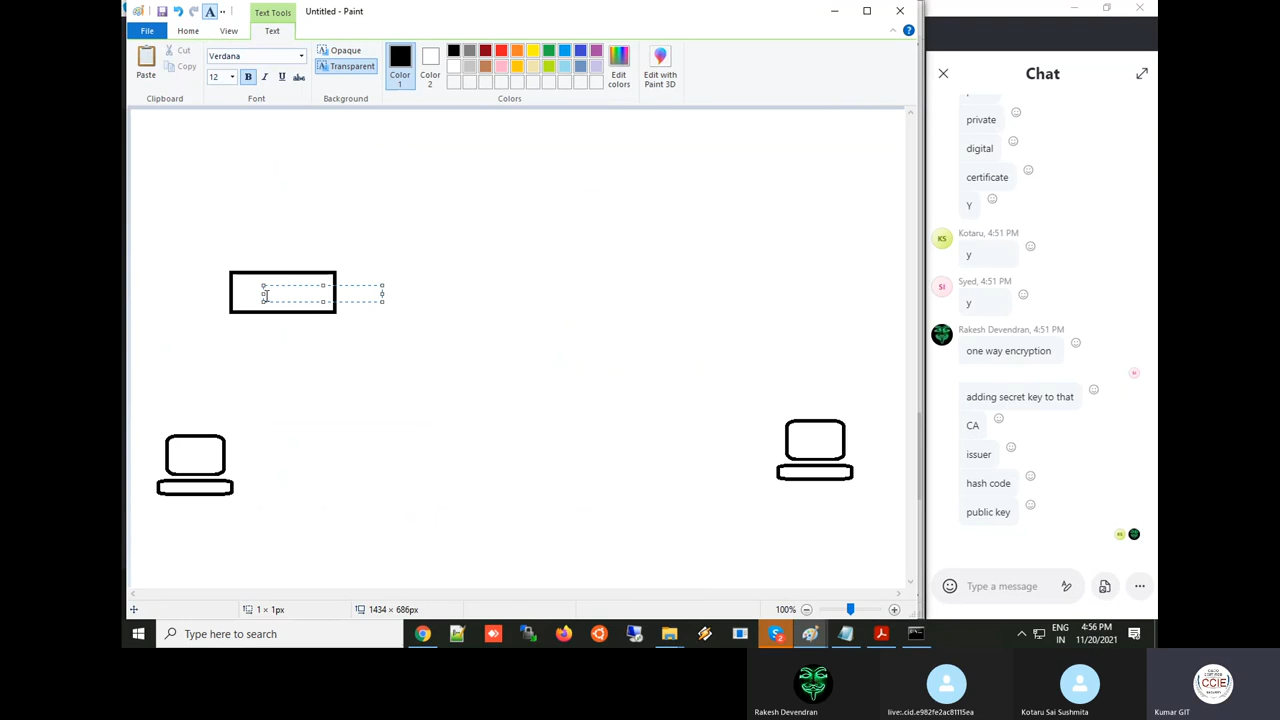 Text Tools
Untitled - Paint
File
Home
View
Text
Paste
Cut
Copy
Clipboard
Verdana
12
B
I
U
abc
Font
Opaque
Transparent
Background
Color 1
Color 2
Edit colors
Colors
Edit with Paint 3D
Chat
private
digital
certificate
Y
KS
Kotaru, 4:51 PM
y
SI
Syed, 4:51 PM
y
Rakesh Devendran, 4:51 PM
one way encryption
adding secret key to that
CA
issuer
hash code
public key
Type a message
1 × 1px
1434 × 686px
100%
Type here to search
ENG
IN
4:56 PM
11/20/2021
Rakesh Devendran
live:.cid.e982fe2ac81115ea
Kotaru Sai Sushmita
CCIE
Kumar GIT